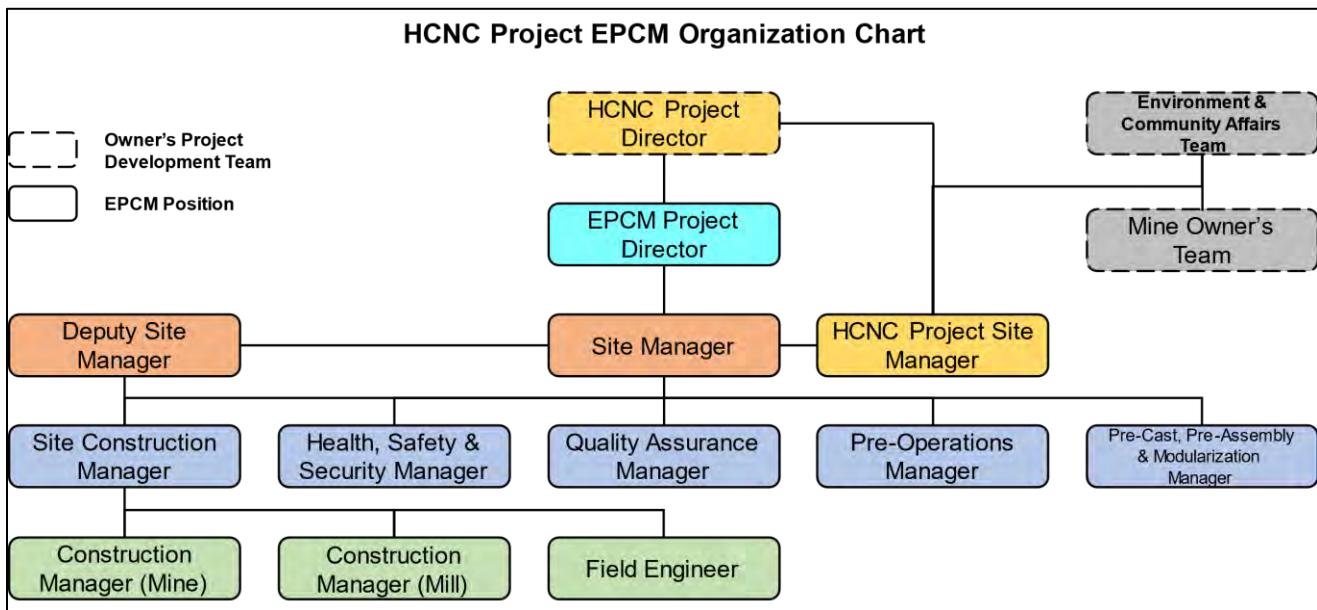 HCNC Project EPCM Organization Chart
Owner's Project
Development Team
EPCM Position
HCNC Project
Director
Environment &
Community Affairs
Team
EPCM Project
Director
Mine Owner's
Team
Deputy Site
Manager
Site Manager
HCNC Project Site
Manager
Site Construction
Manager
Health, Safety &
Security Manager
Quality Assurance
Manager
Pre-Operations
Manager
Pre-Cast, Pre-Assembly
& Modularization
Manager
Construction
Manager (Mine)
Construction
Manager (Mill)
Field Engineer